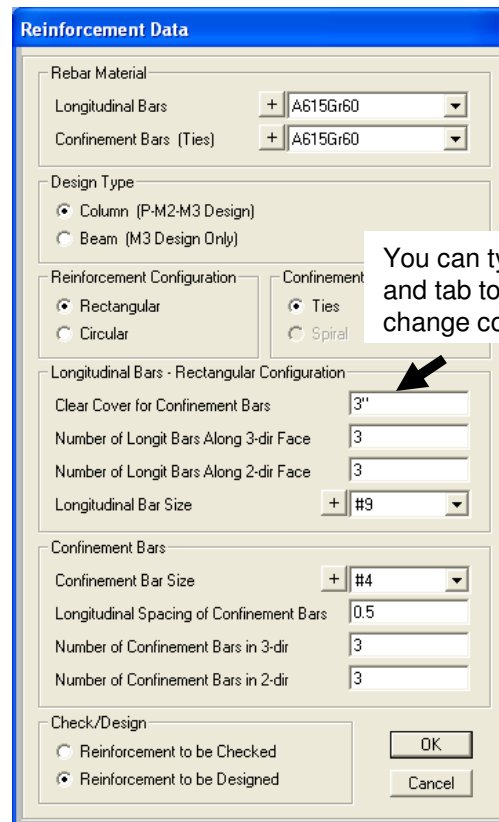 Reinforcement Data
Rebar Material
Longitudinal Bars + A615Gr60
Confinement Bars (Ties) + A615Gr60
Design Type
Column (P-M2-M3 Design)
Beam (M3 Design Only)
You can ty
and tab to
change co
Reinforcement Configuration
Rectangular
Circular
Confinement
Ties
Spiral
Longitudinal Bars - Rectangular Configuration
Clear Cover for Confinement Bars 3"
Number of Longit Bars Along 3-dir Face 3
Number of Longit Bars Along 2-dir Face 3
Longitudinal Bar Size + #9
Confinement Bars
Confinement Bar Size + #4
Longitudinal Spacing of Confinement Bars 0.5
Number of Confinement Bars in 3-dir 3
Number of Confinement Bars in 2-dir 3
Check/Design
Reinforcement to be Checked
Reinforcement to be Designed
OK
Cancel